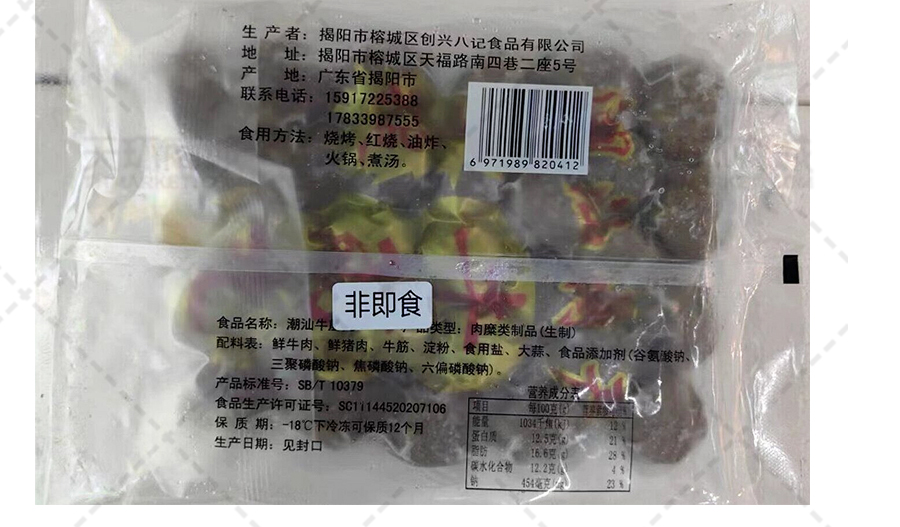 生产者：揭阳市榕城区创兴八记食品有限公司
地 址：揭阳市榕城区天福路南四巷二座5号
产 地：广东省揭阳市
联系电话：15917225388
17833987555
食用方法：烧烤、红烧、油炸、
火锅、煮汤。
6 971989 820412
非即食
食品名称：潮汕牛 类型：肉糜类制品(生制)
配料表：鲜牛肉、鲜猪肉、牛筋、淀粉、食用盐、大蒜、食品添加剂(谷氨酸钠、
三聚磷酸钠、焦磷酸钠、六偏磷酸钠)。
产品标准号：SB/T 10379
食品生产许可证号：SC11144520207106
保 质 期：-18℃下冷冻可保质12个月
生产日期：见封口
营养成分表
项目 每100克(g)
能量 1034千焦(kJ) 12%
蛋白质 12.5克(g) 21%
脂肪 16.6克(g) 28%
碳水化合物 12.2克(g) 4%
钠 454毫克 23%